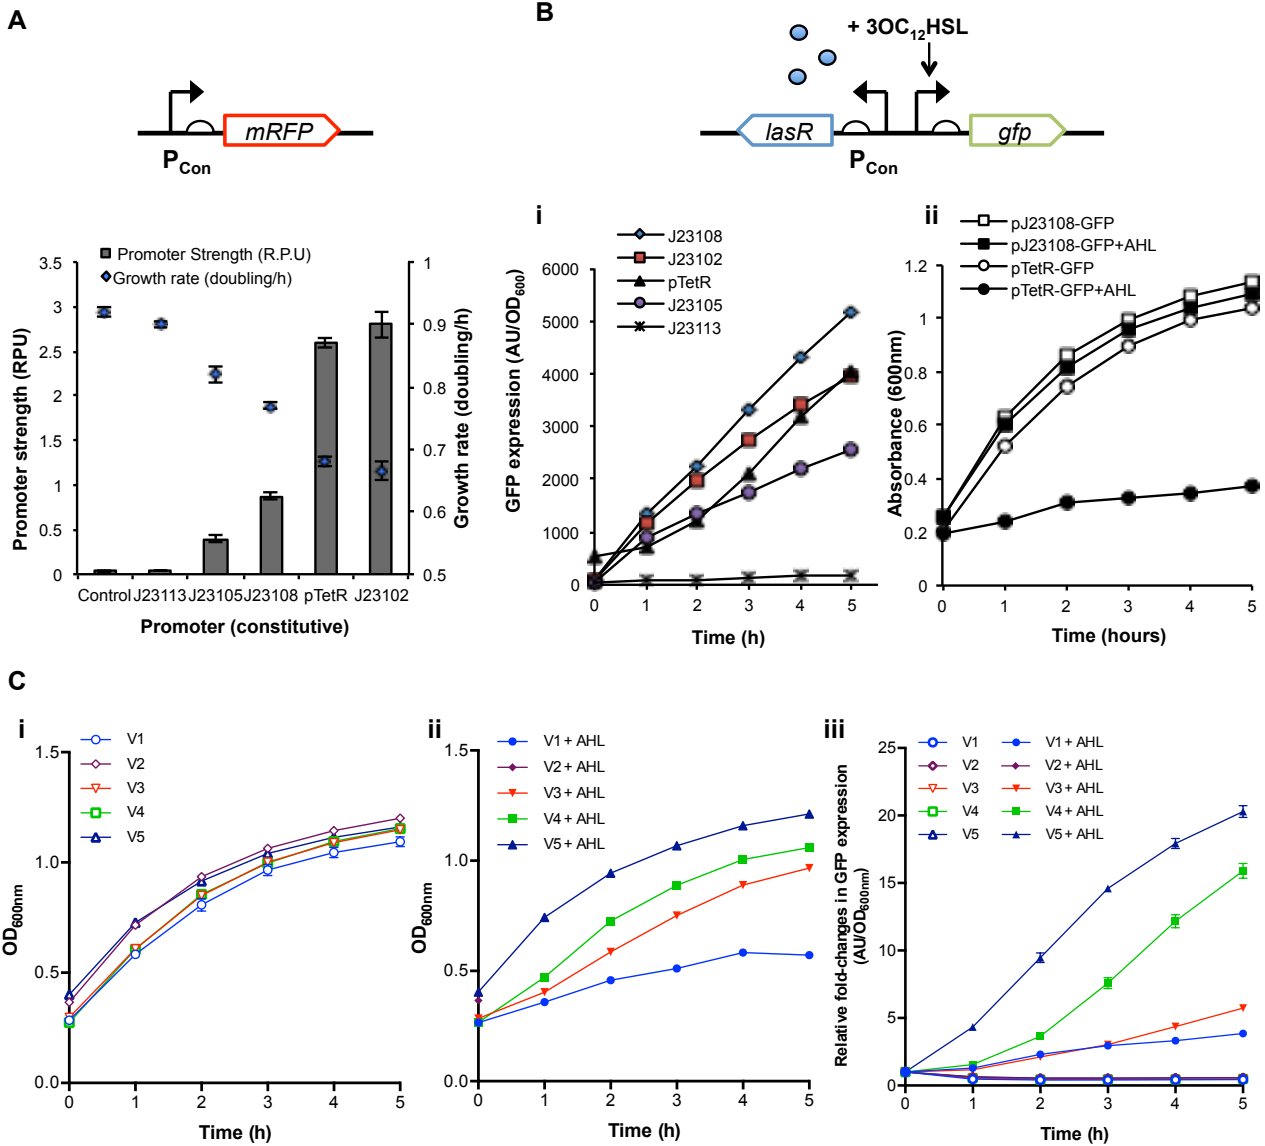 A
mRFP
PCon
Promoter Strength (R.P.U)
Growth rate (doubling/h)
Promoter strength (RPU)
3.5
3
2.5
2
1.5
1
0.5
0
1
0.9
0.8
0.7
0.6
0.5
Growth rate (doubling/h)
Control J23113 J23105 J23108 pTetR J23102
Promoter (constitutive)
B
+ 3OC12HSL
lasR
gfp
PCon
i
J23108
J23102
pTetR
J23105
J23113
GFP expression (AU/OD600)
6000
5000
4000
3000
2000
1000
0
0 1 2 3 4 5
Time (h)
ii
pJ23108-GFP
pJ23108-GFP+AHL
pTetR-GFP
pTetR-GFP+AHL
Absorbance (600nm)
1.2
1
0.8
0.6
0.4
0.2
0
0 1 2 3 4 5
Time (hours)
C
i
V1
V2
V3
V4
V5
OD600nm
1.5
1.0
0.5
0.0
0 1 2 3 4 5
Time (h)
ii
V1 + AHL
V2 + AHL
V3 + AHL
V4 + AHL
V5 + AHL
OD600nm
1.5
1.0
0.5
0.0
0 1 2 3 4 5
Time (h)
iii
V1 V1 + AHL
V2 V2 + AHL
V3 V3 + AHL
V4 V4 + AHL
V5 V5 + AHL
Relative fold-changes in GFP expression
(AU/OD600nm)
25
20
15
10
5
0
0 1 2 3 4 5
Time (h)